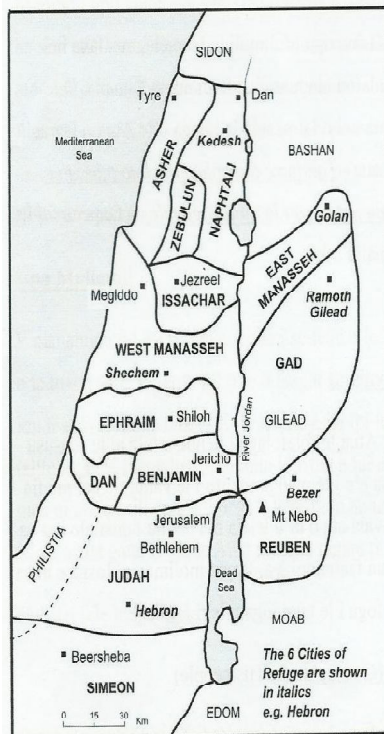 SIDON
Tyre
Dan
Mediterranean
Sea
Kedesh
BASHAN
ASHER
ZEBULUN
NAPHTALI
Golan
EAST
MANASSEH
Jezreel
Megiddo
ISSACHAR
Ramoth
Gilead
WEST MANASSEH
GAD
Shechem
EPHRAIM
Shiloh
River Jordan
GILEAD
Jericho
DAN
BENJAMIN
Bezer
Jerusalem
Mt Nebo
PHILISTIA
Bethlehem
REUBEN
JUDAH
Dead
Sea
Hebron
MOAB
Beersheba
The 6 Cities of
Refuge are shown
in italics
e.g. Hebron
SIMEON
0 15 30
Km
EDOM